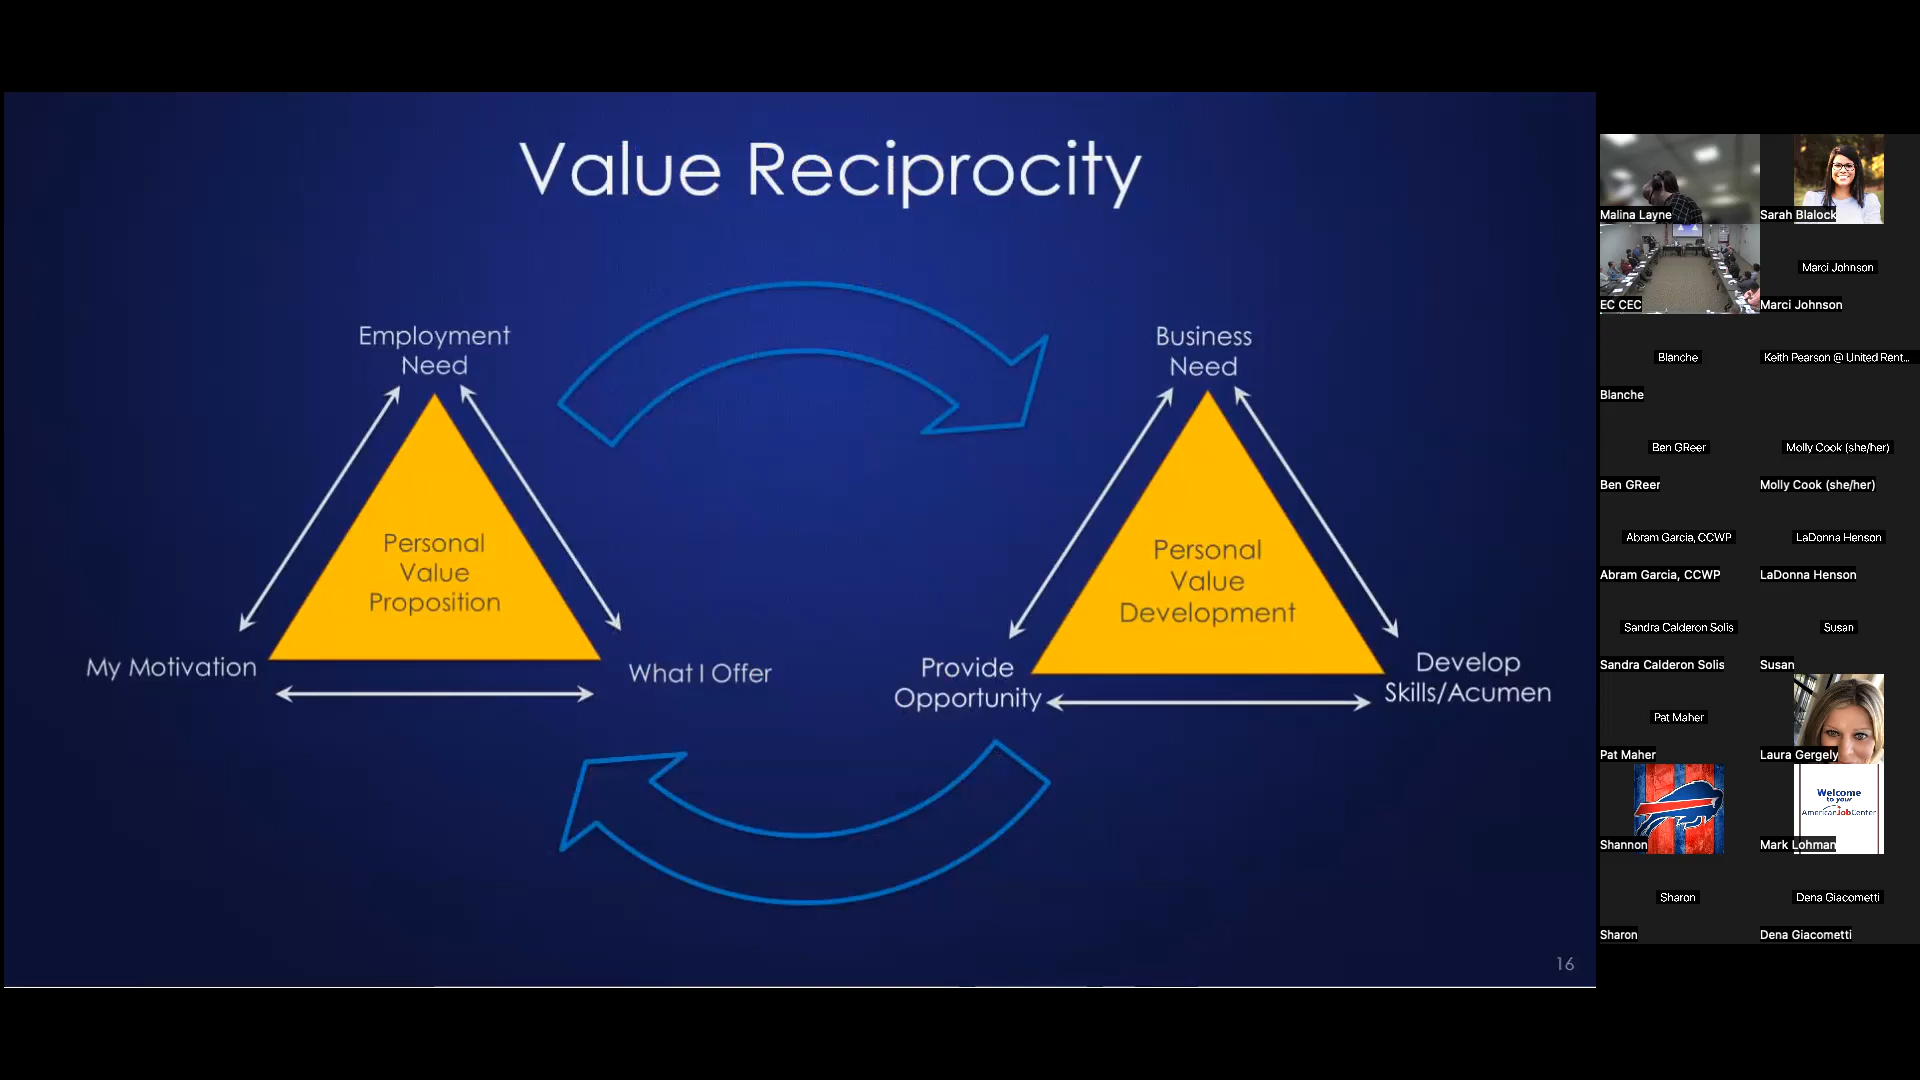 Value Reciprocity
Employment
Need
Personal
Value
Proposition
My Motivation
What I Offer
Business
Need
Personal
Value
Development
Provide
Opportunity
Develop
Skills/Acumen
16
Malina Layne
Sarah Blalock
EC CEC
Marci Johnson
Marci Johnson
Blanche
Blanche
Keith Pearson @ United Rent...
Ben GReer
Ben GReer
Molly Cook (she/her)
Molly Cook (she/her)
Abram Garcia, CCWP
Abram Garcia, CCWP
LaDonna Henson
LaDonna Henson
Sandra Calderon Solis
Sandra Calderon Solis
Susan
Susan
Pat Maher
Pat Maher
Laura Gergely
Shannon
Welcome
to your
AmericanJobCenter
Mark Lohman
Sharon
Sharon
Dena Giacometti
Dena Giacometti